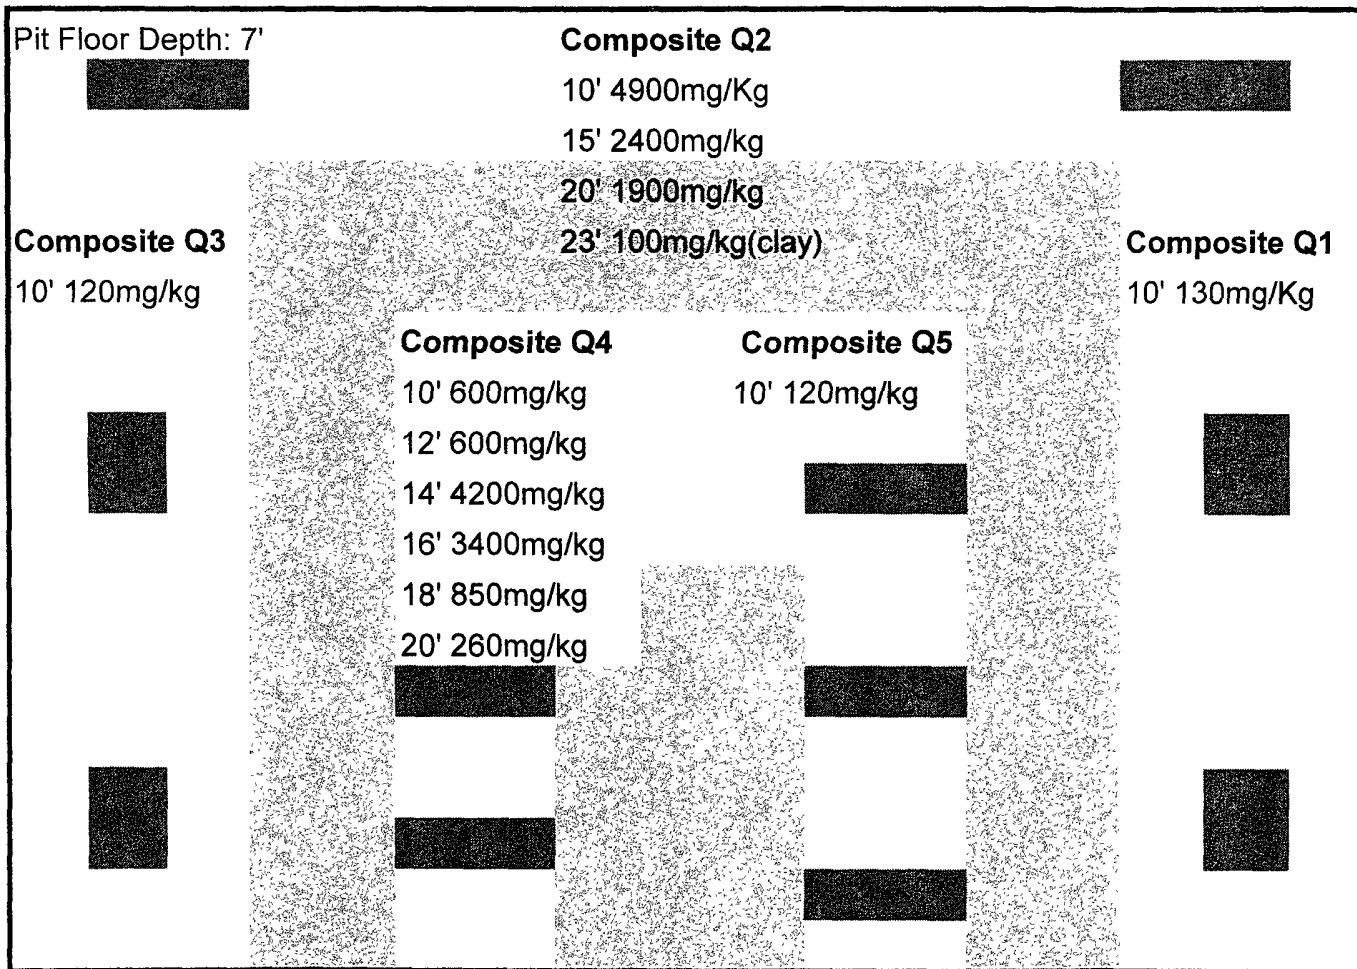 Pit Floor Depth: 7'
Composite Q2
10' 4900mg/Kg
15' 2400mg/kg
20' 1900mg/kg
23' 100mg/kg(clay)
Composite Q3
10' 120mg/kg
Composite Q1
10' 130mg/Kg
Composite Q4
10' 600mg/kg
12' 600mg/kg
14' 4200mg/kg
16' 3400mg/kg
18' 850mg/kg
20' 260mg/kg
Composite Q5
10' 120mg/kg